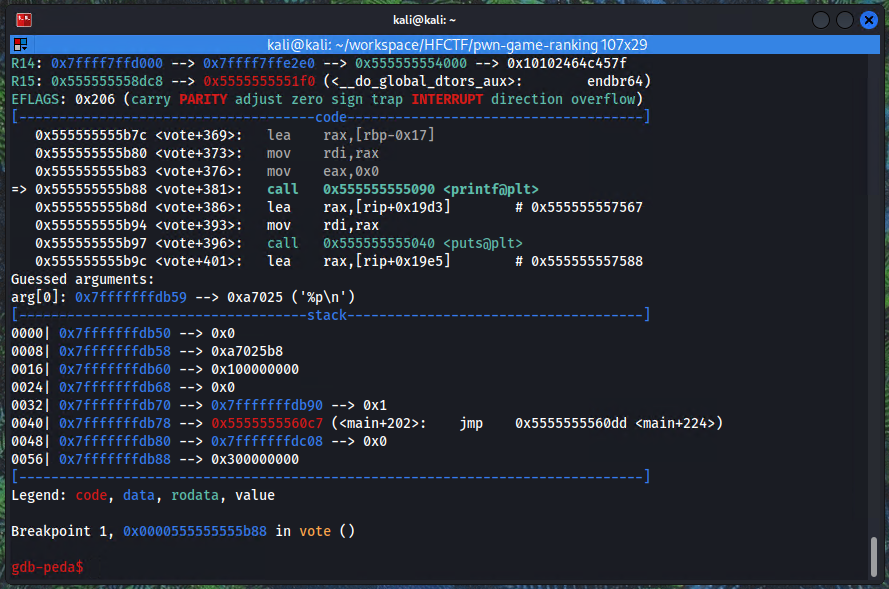 kali@kali: ~
kali@kali: ~/workspace/HFCTF/pwn-game-ranking 107x29
R14: 0x7ffff7ffd000 --> 0x7ffff7ffe2e0 --> 0x555555554000 --> 0x10102464c457f
R15: 0x555555558dc8 --> 0x5555555551f0 (<__do_global_dtors_aux>:        endbr64)
EFLAGS: 0x206 (carry PARITY adjust zero sign trap INTERRUPT direction overflow)
[-------------------------------------code-------------------------------------]
   0x555555555b7c <vote+369>:   lea    rax,[rbp-0x17]
   0x555555555b80 <vote+373>:   mov    rdi,rax
   0x555555555b83 <vote+376>:   mov    eax,0x0
=> 0x555555555b88 <vote+381>:   call   0x555555555090 <printf@plt>
   0x555555555b8d <vote+386>:   lea    rax,[rip+0x19d3]        # 0x555555557567
   0x555555555b94 <vote+393>:   mov    rdi,rax
   0x555555555b97 <vote+396>:   call   0x555555555040 <puts@plt>
   0x555555555b9c <vote+401>:   lea    rax,[rip+0x19e5]        # 0x555555557588
Guessed arguments:
arg[0]: 0x7fffffffdb59 --> 0xa7025 ('%p\n')
[------------------------------------stack-------------------------------------]
0000| 0x7fffffffdb50 --> 0x0
0008| 0x7fffffffdb58 --> 0xa7025b8
0016| 0x7fffffffdb60 --> 0x100000000
0024| 0x7fffffffdb68 --> 0x0
0032| 0x7fffffffdb70 --> 0x7fffffffdb90 --> 0x1
0040| 0x7fffffffdb78 --> 0x5555555560c7 (<main+202>:    jmp    0x5555555560dd <main+224>)
0048| 0x7fffffffdb80 --> 0x7fffffffdc08 --> 0x0
0056| 0x7fffffffdb88 --> 0x300000000
[------------------------------------------------------------------------------]
Legend: code, data, rodata, value
Breakpoint 1, 0x0000555555555b88 in vote ()
gdb-peda$